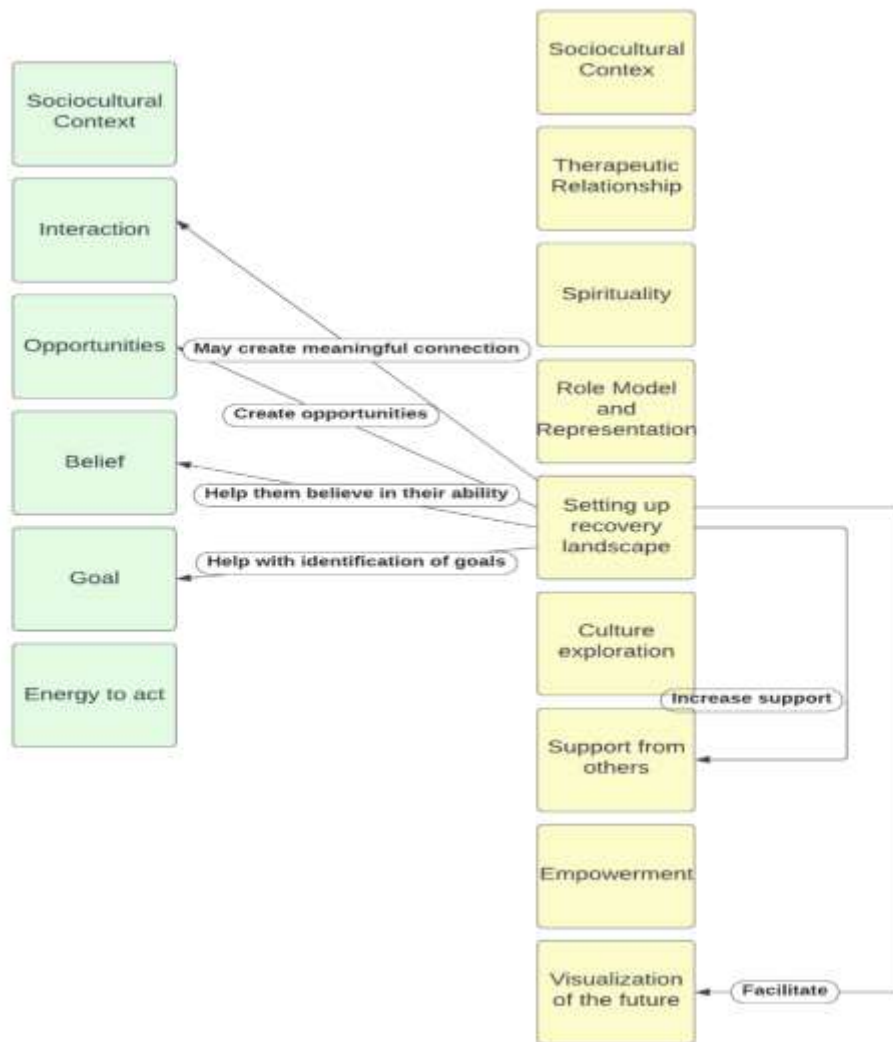 Sociocultural
Context
Interaction
Opportunities
Belief
Goal
Energy to act
May create meaningful connection
Create opportunities
Help them believe in their ability
Help with identification of goals
Sociocultural
Contex
Therapeutic
Relationship
Spirituality
Role Model
and
Representation
Setting up
recovery
landscape
Culture
exploration
Increase support
Support from
others
Empowerment
Visualization
of the future
Facilitate